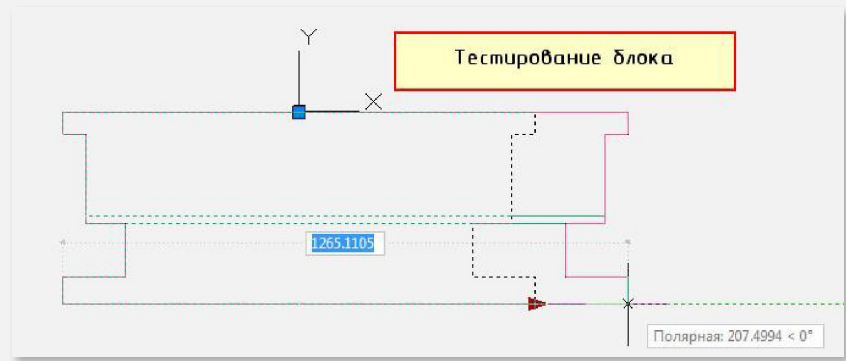 Y
Тестирование блока
X
1265.1105
Полярная: 207.4994 < 0°